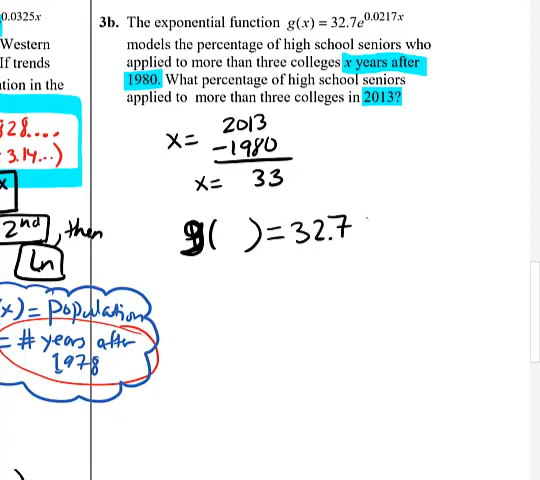 0.0325x
Western
If trends
tion in the
828....
3.14...)
x
2nd, then
Ln
x) = Population
= # years after
1978
3b. The exponential function g(x) = 32.7e^0.0217x
models the percentage of high school seniors who
applied to more than three colleges x years after
1980. What percentage of high school seniors
applied to more than three colleges in 2013?
x= 2013
-1980
x= 33
g( ) = 32.7